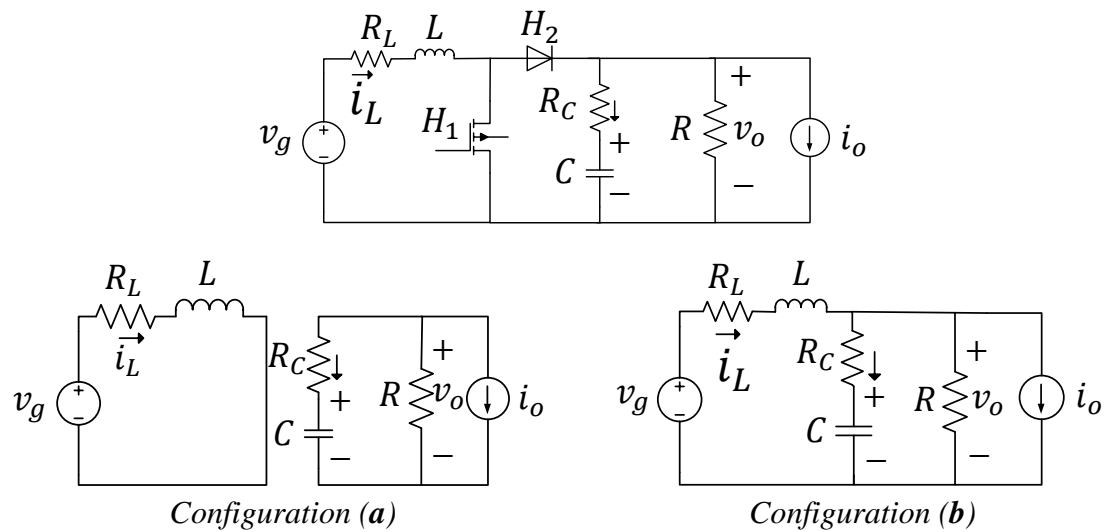 R_L L H_2
i_L
v_g + − H_1 R_C + C − R + v_o − i_o
R_L L
i_L
v_g + − R_C + C − R + v_o − i_o
Configuration (a)
R_L L
i_L
v_g + − R_C + C − R + v_o − i_o
Configuration (b)